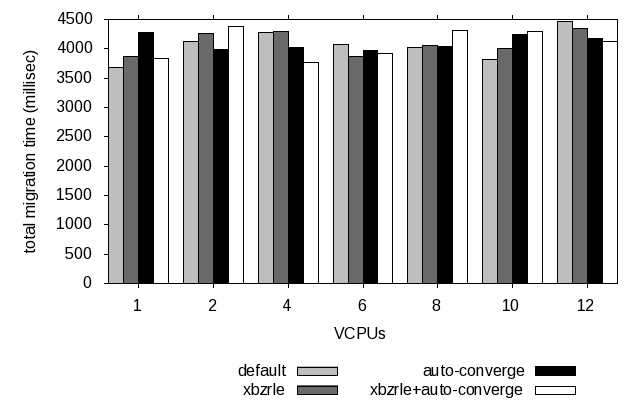 4500
4000
3500
3000
2500
2000
1500
1000
500
0
total migration time (millisec)
1 2 4 6 8 10 12
VCPUs
default auto-converge
xbzrle xbzrle+auto-converge